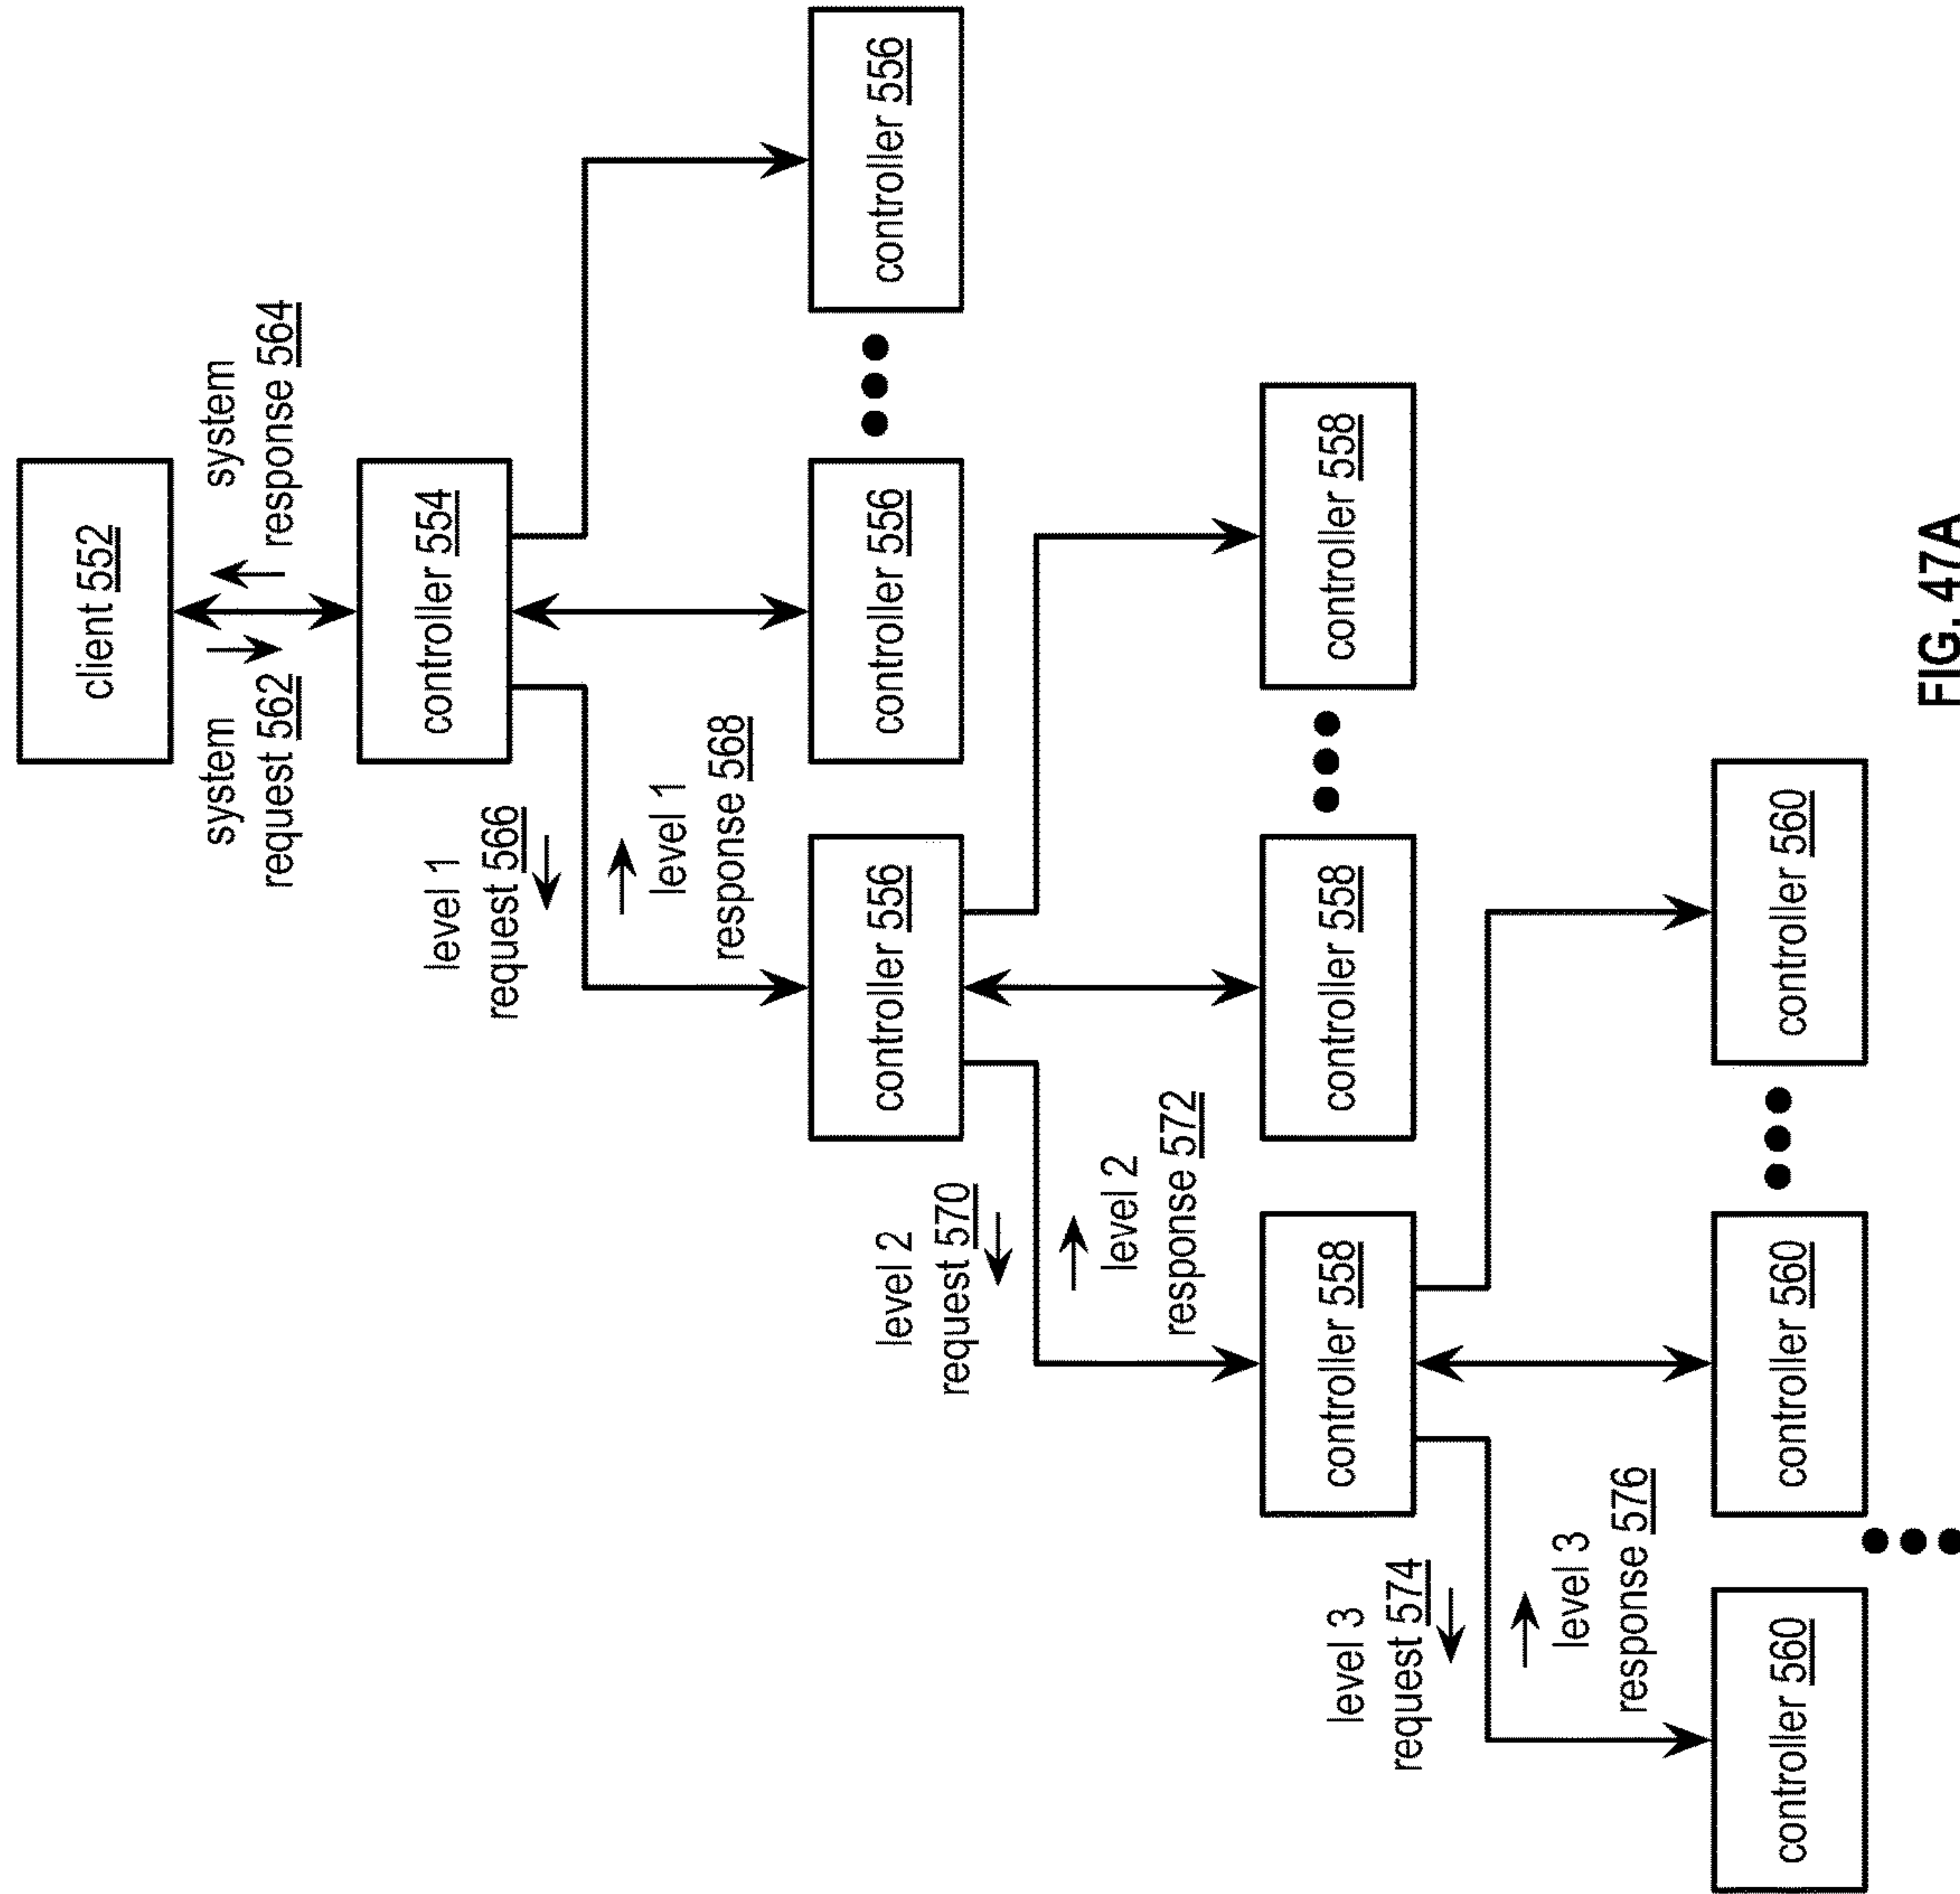 client 552
system
request 562
system
response 564
controller 554
level 1
request 566
level 1
response 568
controller 556
controller 556
controller 556
level 2
request 570
level 2
response 572
controller 558
controller 558
controller 558
level 3
request 574
level 3
response 576
controller 560
controller 560
controller 560
FIG. 47A